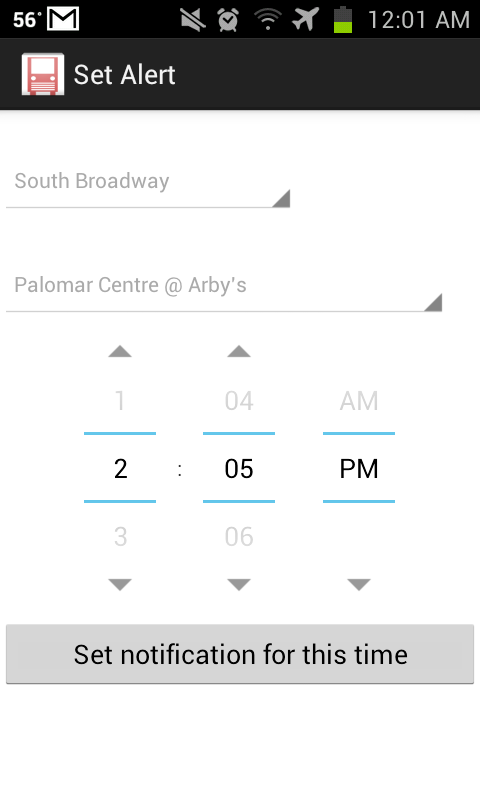 56° 12:01 AM
Set Alert
South Broadway
Palomar Centre @ Arby's
1 04 AM
2 : 05 PM
3 06
Set notification for this time